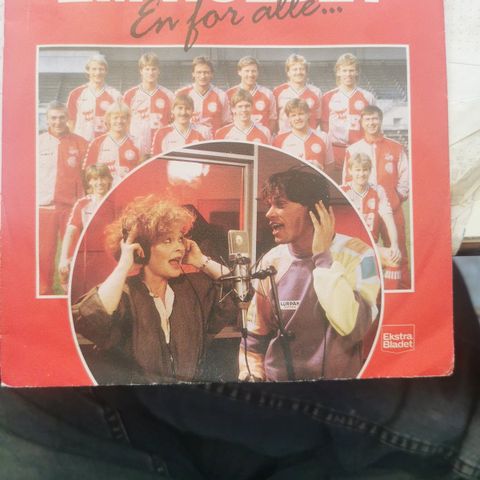 En for alle...
LURPAK
Ekstra
Bladet